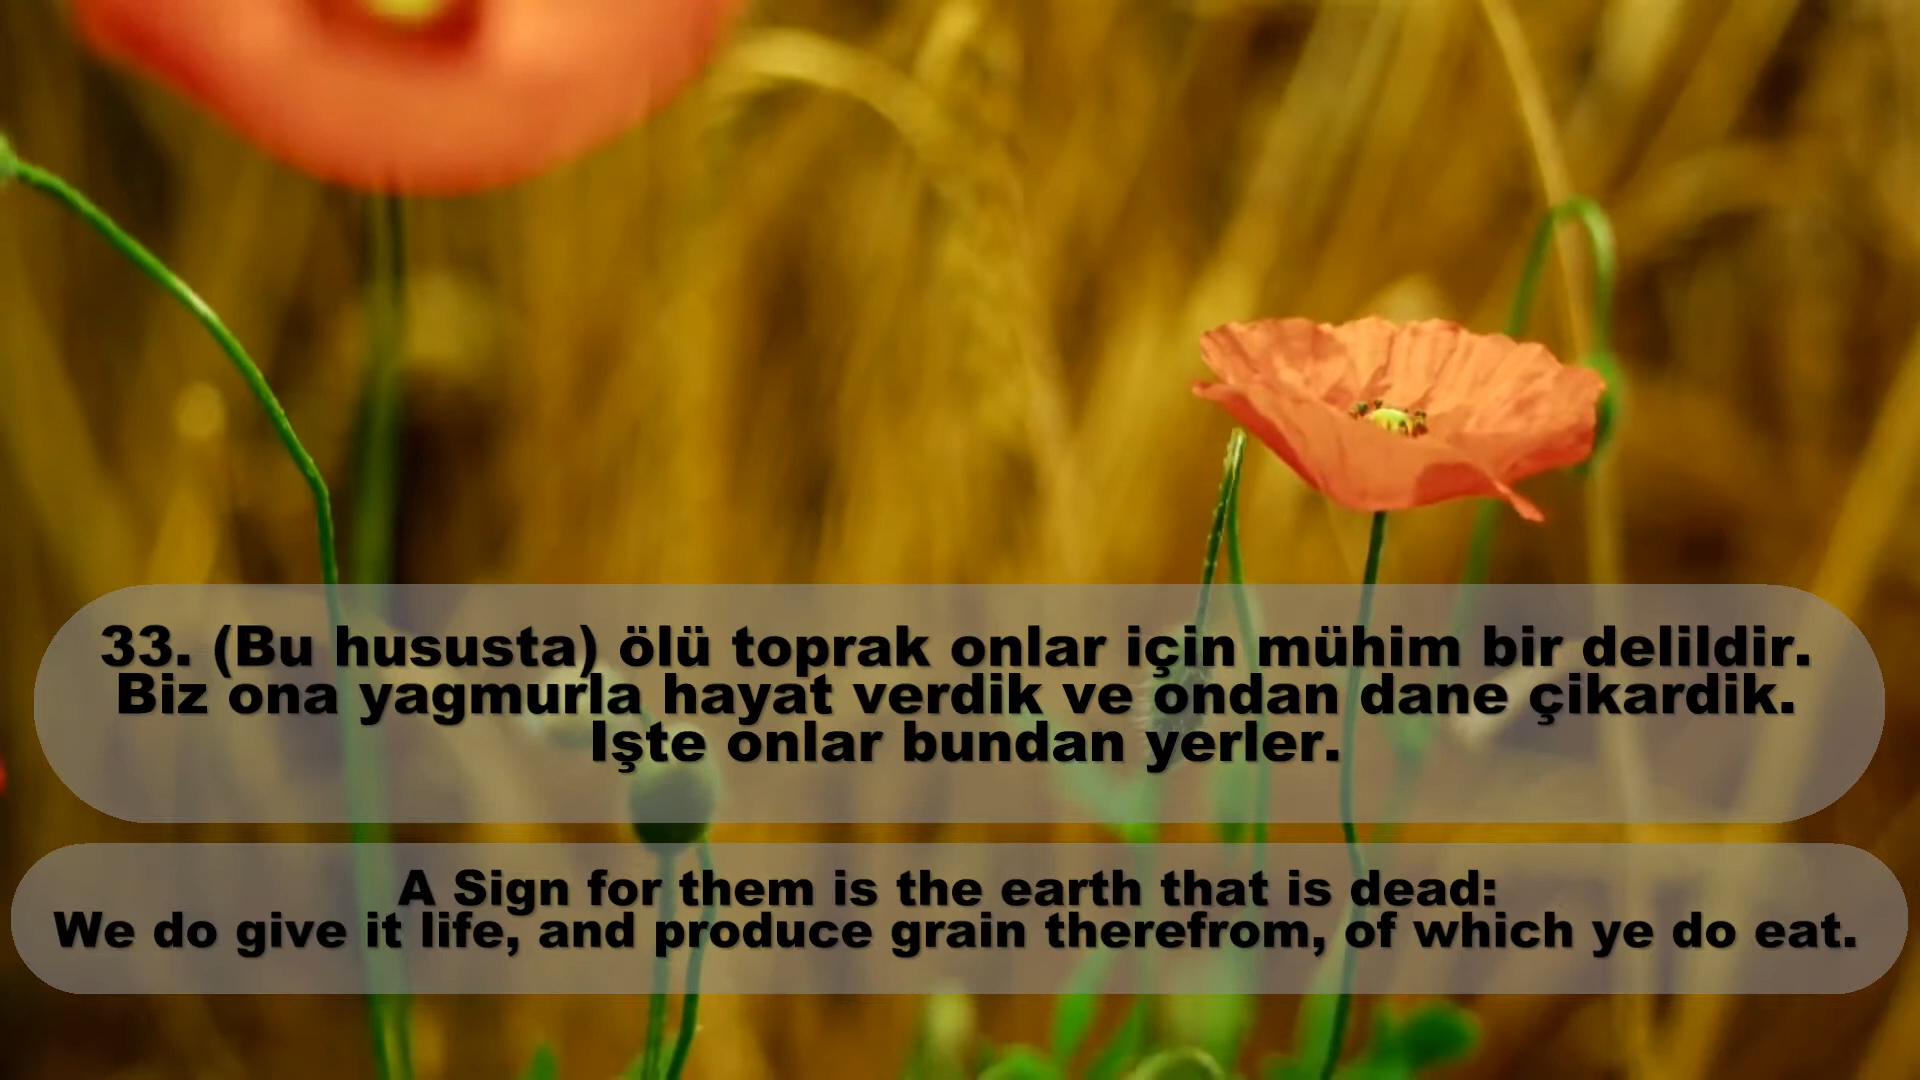 33. (Bu hususta) ölü toprak onlar için mühim bir delildir.
Biz ona yagmurla hayat verdik ve ondan dane çikardik.
Işte onlar bundan yerler.
A Sign for them is the earth that is dead:
We do give it life, and produce grain therefrom, of which ye do eat.